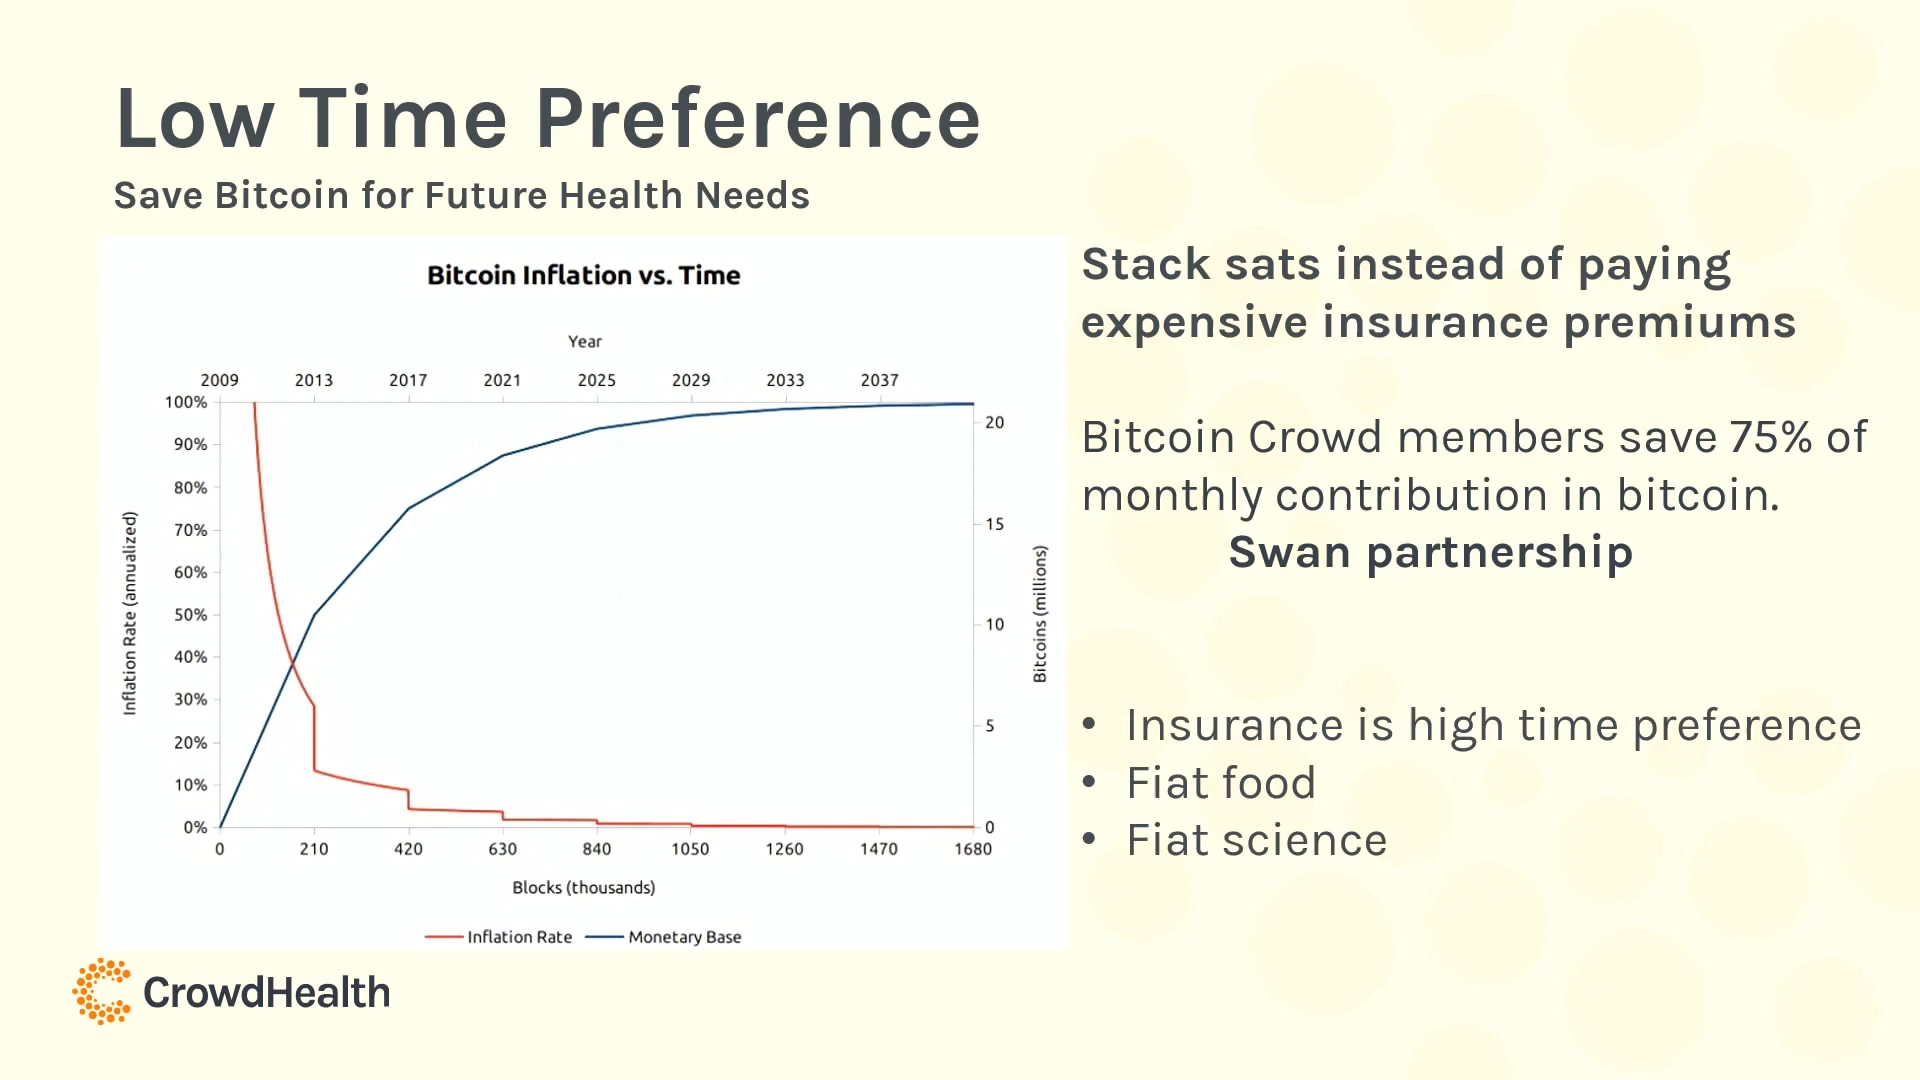 Low Time Preference
Save Bitcoin for Future Health Needs
Bitcoin Inflation vs. Time
Year
2009 2013 2017 2021 2025 2029 2033 2037
100%
90%
80%
70%
60%
50%
40%
30%
20%
10%
0%
Inflation Rate (annualized)
20
15
10
5
0
Bitcoins (millions)
0 210 420 630 840 1050 1260 1470 1680
Blocks (thousands)
Inflation Rate Monetary Base
Stack sats instead of paying
expensive insurance premiums
Bitcoin Crowd members save 75% of
monthly contribution in bitcoin.
Swan partnership
• Insurance is high time preference
• Fiat food
• Fiat science
CrowdHealth